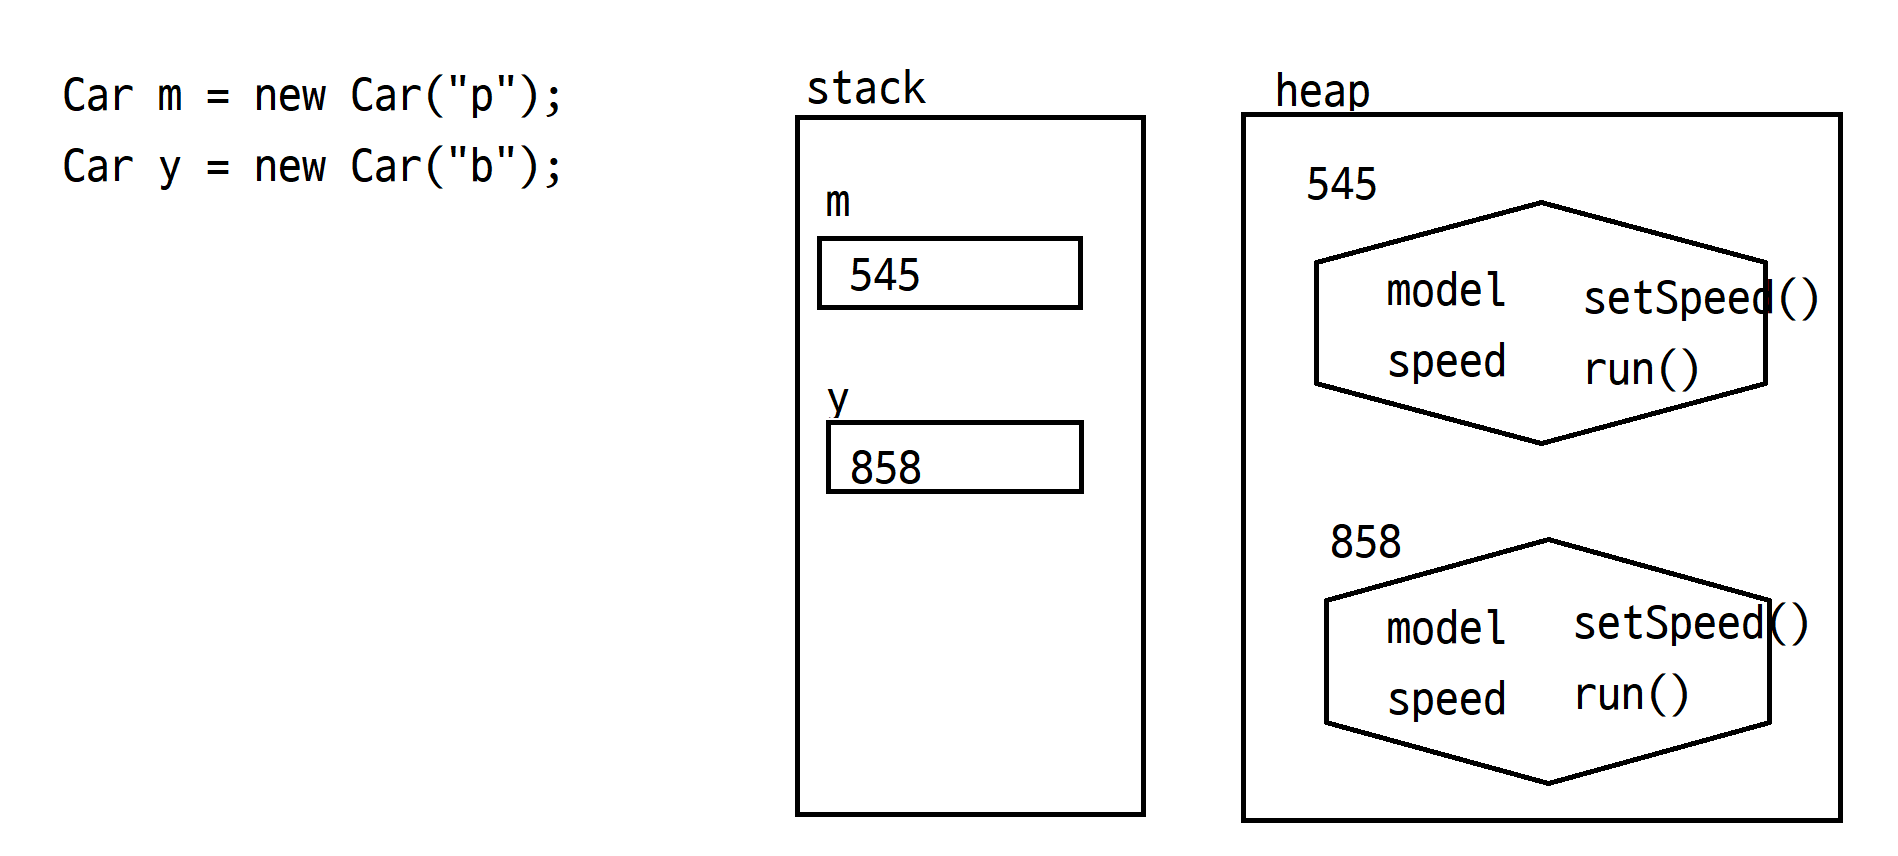 Car m = new Car("p");
Car y = new Car("b");
stack
m
545
y
858
heap
545
model setSpeed()
speed run()
858
model setSpeed()
speed run()